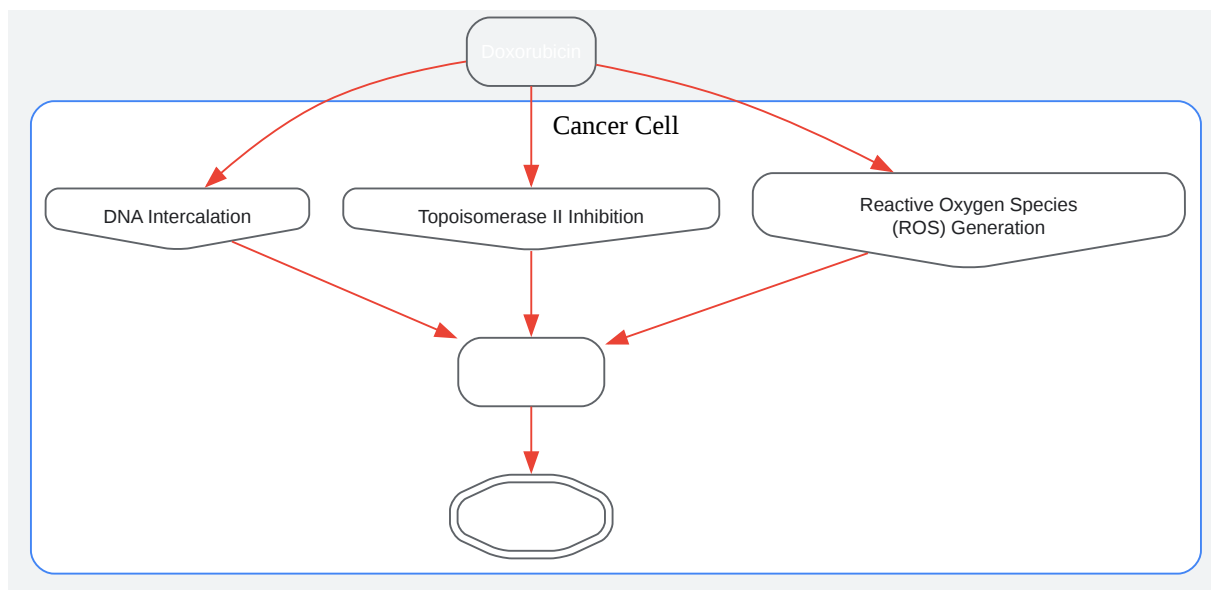 Doxorubicin
Cancer Cell
DNA Intercalation
Topoisomerase II Inhibition
Reactive Oxygen Species
(ROS) Generation